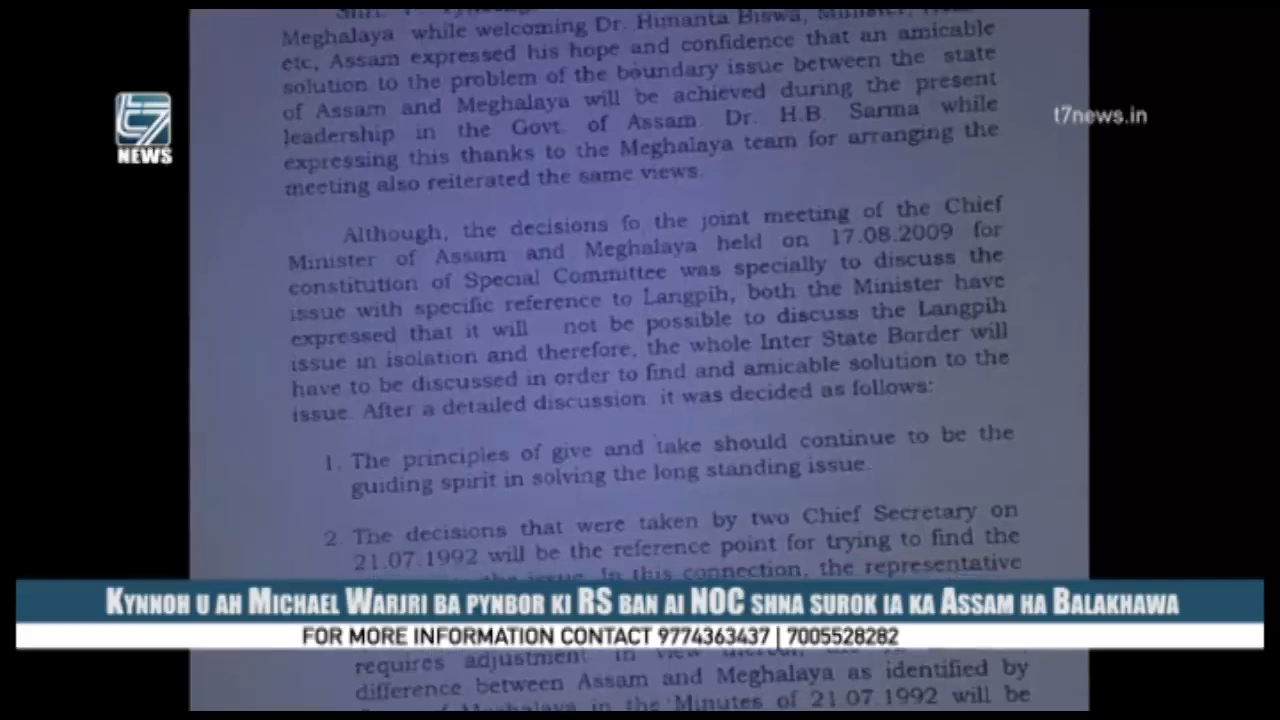 Meghalaya while welcoming Dr. Hunanta Biswa, Minister,
etc, Assam expressed his hope and confidence that an amicable
solution to the problem of the boundary issue between the state
of Assam and Meghalaya will be achieved during the present
leadership in the Govt. of Assam. Dr. H.B. Sarma while
expressing this thanks to the Meghalaya team for arranging the
meeting also reiterated the same views.
t7 NEWS
t7news.in
Although, the decisions fo the joint meeting of the Chief
Minister of Assam and Meghalaya held on 17.08.2009 for
constitution of Special Committee was specially to discuss the
issue with specific reference to Langpih, both the Minister have
expressed that it will not be possible to discuss the Langpih
issue in isolation and therefore, the whole Inter State Border will
have to be discussed in order to find and amicable solution to the
issue. After a detailed discussion it was decided as follows:
1. The principles of give and take should continue to be the
guiding spirit in solving the long standing issue.
2. The decisions that were taken by two Chief Secretary on
21.07.1992 will be the reference point for trying to find the
the issue. In this connection, the representative
KYNNOH U AH MICHAEL WARJRI BA PYNBOR KI RS BAN AI NOC SHNA SUROK IA KA ASSAM HA BALAKHAWA
FOR MORE INFORMATION CONTACT 9774363437 | 7005528282
requires adjustment in view
difference between Assam and Meghalaya as identified by
of Meghalaya in the Minutes of 21.07.1992 will be